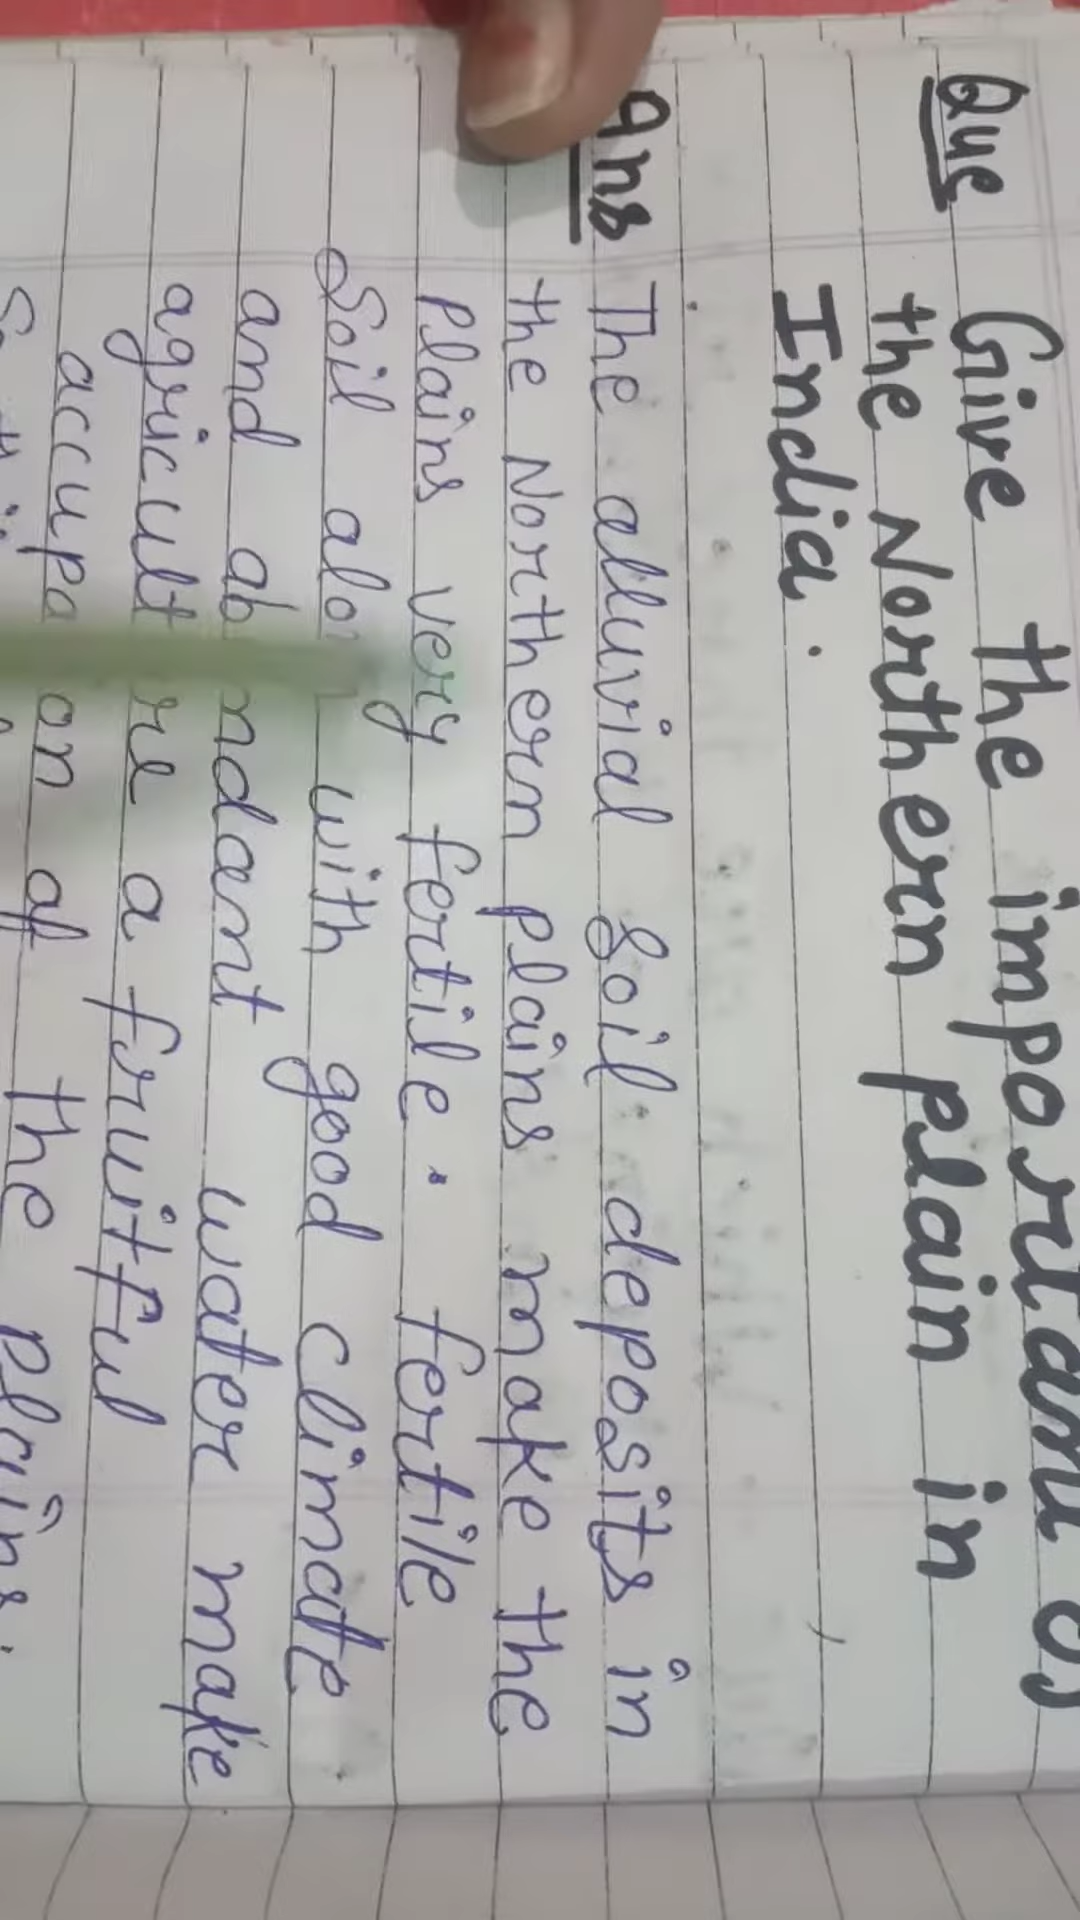 Que Give the importance of
the Northern plain in
India.
Ans The alluvial Soil deposits in
the Northern plains make the
plains very fertile. fertile
Soil with good climate
and water make
agriculture a fruitful
of the plains.